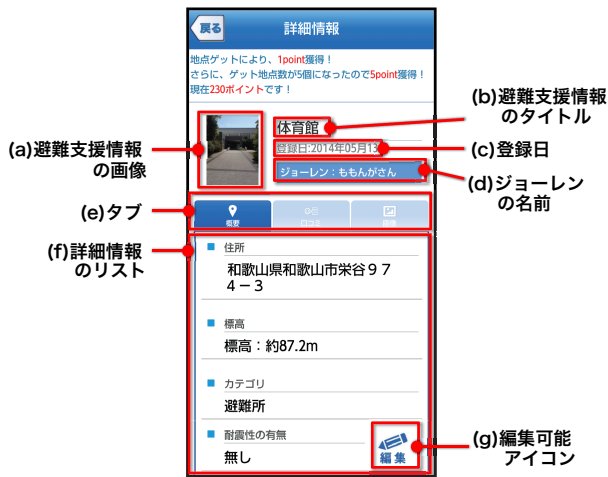 戻る
詳細情報
地点ゲットにより、1point獲得！
さらに、ゲット地点数が5個になったので5point獲得！
現在230ポイントです！
(a)避難支援情報
の画像
体育館
登録日:2014年05月13
ジョーレン：ももんがさん
(b)避難支援情報
のタイトル
(c)登録日
(d)ジョーレン
の名前
(e)タブ
概要
口コミ
画像
(f)詳細情報
のリスト
住所
和歌山県和歌山市栄谷９７
４－３
標高
標高：約87.2m
カテゴリ
避難所
耐震性の有無
無し
編集
(g)編集可能
アイコン